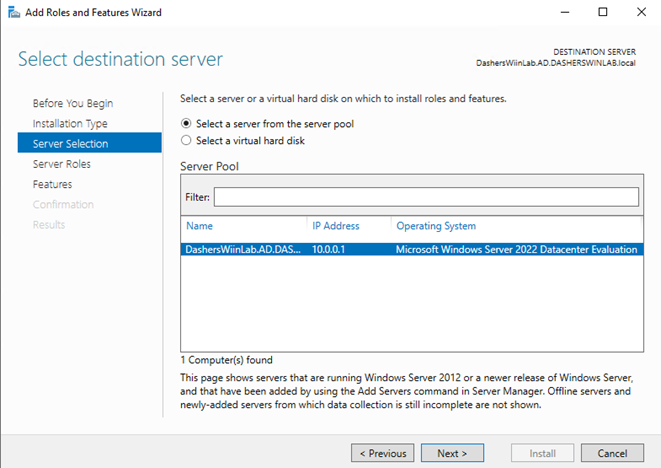 Add Roles and Features Wizard
Select destination server
DESTINATION SERVER
DashersWiinLab.AD.DASHERSWINLAB.local
Before You Begin
Installation Type
Server Selection
Server Roles
Features
Confirmation
Results
Select a server or a virtual hard disk on which to install roles and features.
Select a server from the server pool
Select a virtual hard disk
Server Pool
Filter:
Name IP Address Operating System
DashersWiinLab.AD.DAS... 10.0.0.1 Microsoft Windows Server 2022 Datacenter Evaluation
1 Computer(s) found
This page shows servers that are running Windows Server 2012 or a newer release of Windows Server,
and that have been added by using the Add Servers command in Server Manager. Offline servers and
newly-added servers from which data collection is still incomplete are not shown.
< Previous Next > Install Cancel